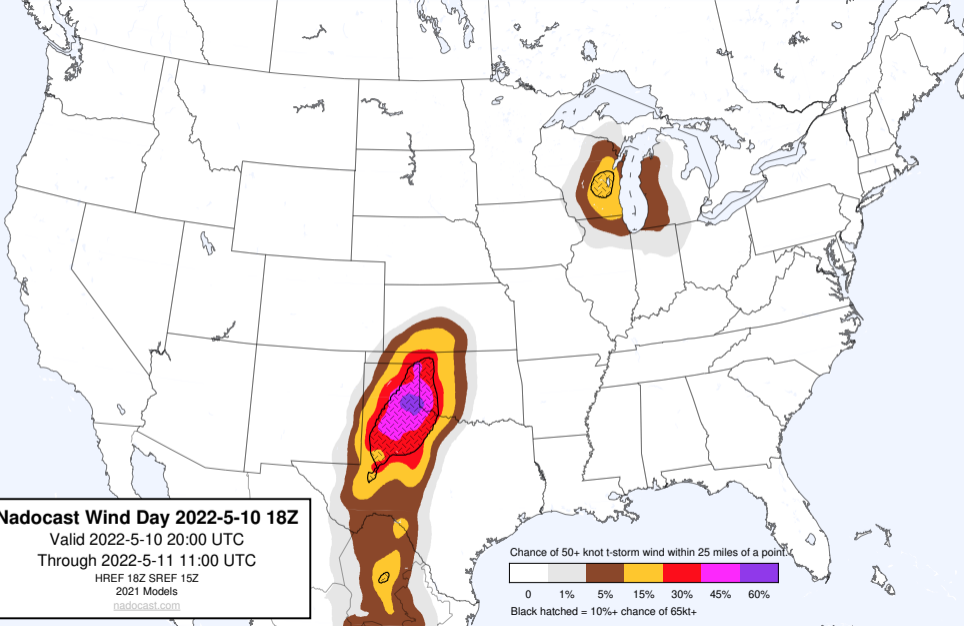 Nadocast Wind Day 2022-5-10 18Z
Valid 2022-5-10 20:00 UTC
Through 2022-5-11 11:00 UTC
HREF 18Z SREF 15Z
2021 Models
nadocast.com
Chance of 50+ knot t-storm wind within 25 miles of a point.
0 1% 5% 15% 30% 45% 60%
Black hatched = 10%+ chance of 65kt+